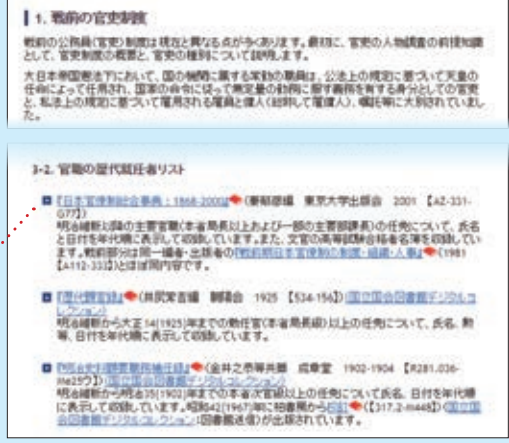 1. 戦前の官吏制度
戦前の公務員(官吏)制度は現在と異なる点が多くあります。最初に、官吏の人物調査の前提知識
として、官吏制度の概要と、官吏の種別について説明します。
大日本帝国憲法下において、国の機関に属する常勤の職員は、公法上の規定に基づいて天皇の
任命によって任用され、国家の命令に従って無定量の勤務に服す義務を有する身分としての官吏
と、私法上の規定に基づいて雇用される雇員と傭人(総称して雇傭人)、嘱託等に大別されていまし
た。
3-2. 官職の歴代就任者リスト
『日本官僚制総合事典:1868-2000』(秦郁彦編 東京大学出版会 2001 【AZ-331-
G77】)
明治維新以降の主要官職(本省局長以上および一部の主要部課長)の任免について、氏名
と日付を年代順に表示して収録しています。また、文官の高等試験合格者名簿を収録してい
ます。戦前部分は同一編者・出版者の『戦前期日本官僚制の制度・組織・人事』(1981
【A112-333】)とほぼ同内容です。
『歴代顕官録』(井尻常吉編 朝陽会 1925 【534-156】)(国立国会図書館デジタルコ
レクション)
明治維新から大正14(1925)年までの勅任官(本省局長級)以上の任免について、氏名、勲
等、日付を年代順に表示して収録しています。
『明治史料顕要職務補任録』(金井之恭等共纂 成章堂 1902-1904 【R281.036-
Me25ウ】)(国立国会図書館デジタルコレクション)
明治維新から明治35(1902)年までの本省次官級以上の任免について氏名、日付を年代順
に表示して収録しています。昭和42(1967)年に柏書房から復刻(【317.2-m448】)(国立国
会図書館デジタルコレクション:図書館送信)が出版されています。